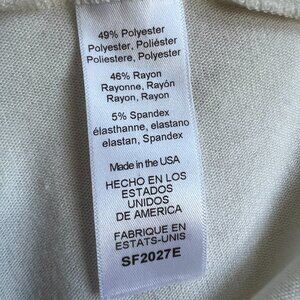 49% Polyester
Polyester, Poliéster
Poliestere, Polyester
46% Rayon
Rayonne, Rayón
Rayon, Rayon
5% Spandex
élasthanne, elastano
elastan, Spandex
Made in the USA
HECHO EN LOS
ESTADOS
UNIDOS
DE AMERICA
FABRIQUE EN
ESTATS-UNIS
SF2027E